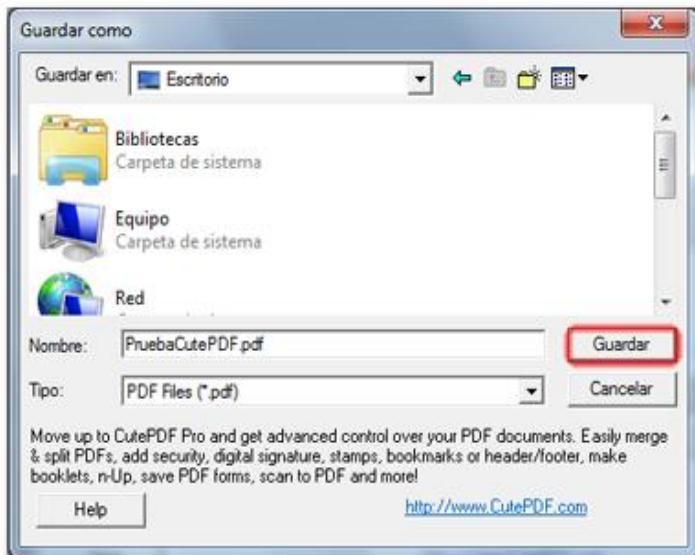 Guardar como
Guardar en: Escritorio
Bibliotecas
Carpeta de sistema
Equipo
Carpeta de sistema
Red
Nombre: PruebaCutePDF.pdf Guardar
Tipo: PDF Files (*.pdf) Cancelar
Move up to CutePDF Pro and get advanced control over your PDF documents. Easily merge
& split PDFs, add security, digital signature, stamps, bookmarks or header/footer, make
booklets, n-Up, save PDF forms, scan to PDF and more!
Help http://www.CutePDF.com